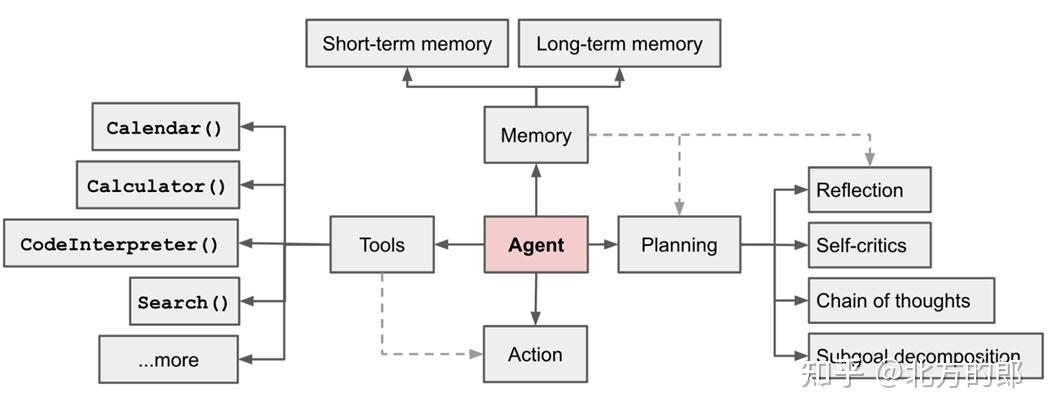 Short-term memory
Long-term memory
Calendar()
Memory
Calculator()
Reflection
CodeInterpreter()
Tools
Agent
Planning
Self-critics
Search()
Chain of thoughts
...more
Action
Subgoal decomposition
知乎 @北方的郎